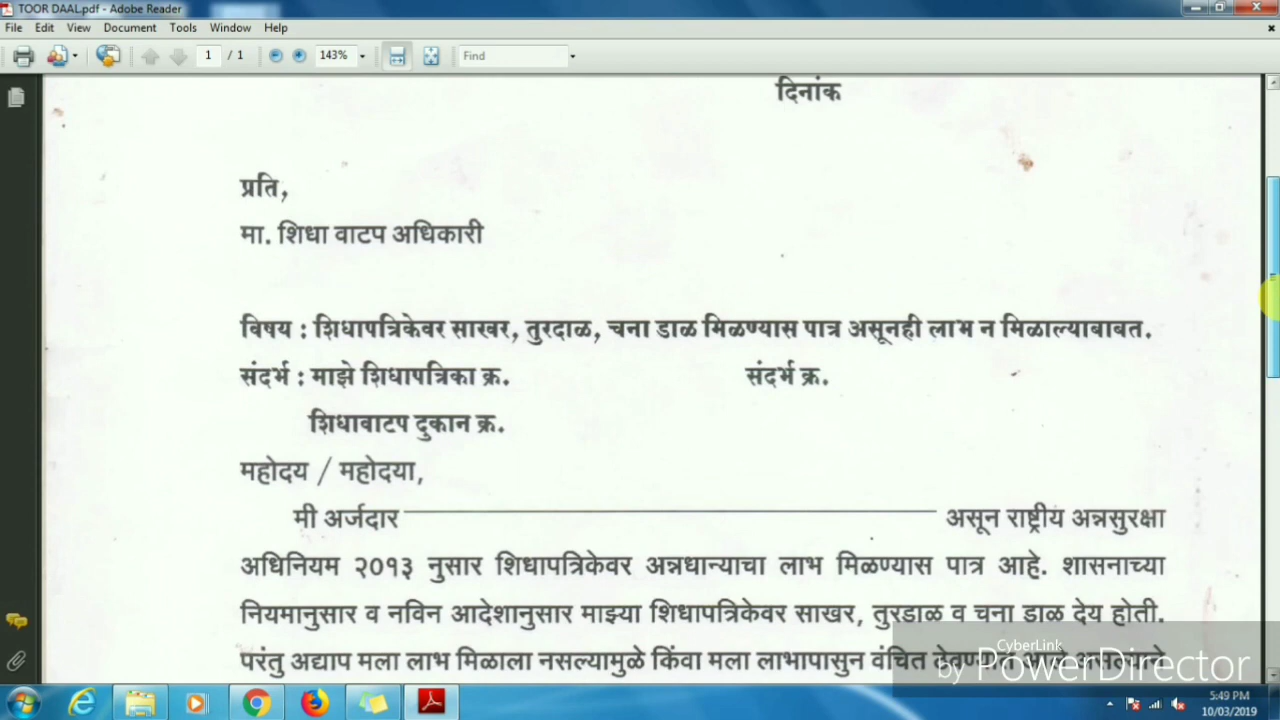 TOOR DAAL.pdf - Adobe Reader
File Edit View Document Tools Window Help
1 / 1 143% Find
दिनांक
प्रति,
मा. शिधा वाटप अधिकारी
विषय : शिधापत्रिकेवर साखर, तुरदाळ, चना डाळ मिळण्यास पात्र असूनही लाभ न मिळाल्याबाबत.
संदर्भ : माझे शिधापत्रिका क्र. संदर्भ क्र.
शिधावाटप दुकान क्र.
महोदय / महोदया,
मी अर्जदार असून राष्ट्रीय अन्नसुरक्षा
अधिनियम २०१३ नुसार शिधापत्रिकेवर अन्नधान्याचा लाभ मिळण्यास पात्र आहे. शासनाच्या
नियमानुसार व नविन आदेशानुसार माझ्या शिधापत्रिकेवर साखर, तुरडाळ व चना डाळ देय होती.
परंतु अद्याप मला लाभ मिळाला नसल्यामुळे किंवा मला लाभापासुन वंचित
CyberLink
by PowerDirector
5:49 PM
10/03/2019